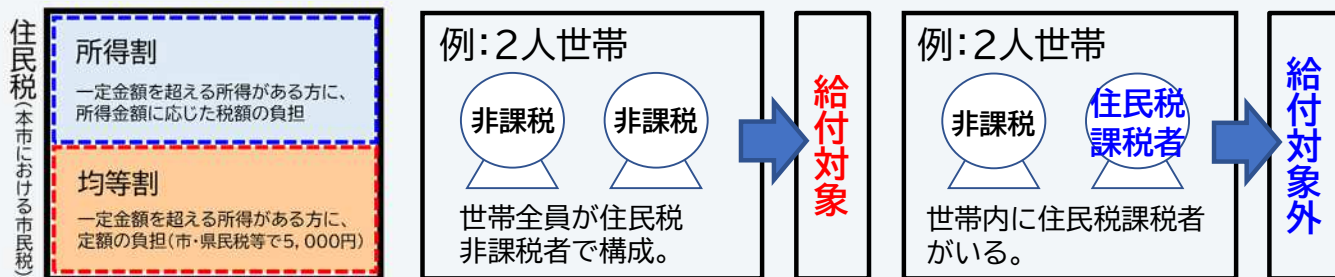 住民税(本市における市民税)
所得割
一定金額を超える所得がある方に、
所得金額に応じた税額の負担
均等割
一定金額を超える所得がある方に、
定額の負担(市・県民税等で5,000円)
例:2人世帯
非課税
非課税
世帯全員が住民税
非課税者で構成。
給付対象
例:2人世帯
非課税
住民税
課税者
世帯内に住民税課税者
がいる。
給付対象外